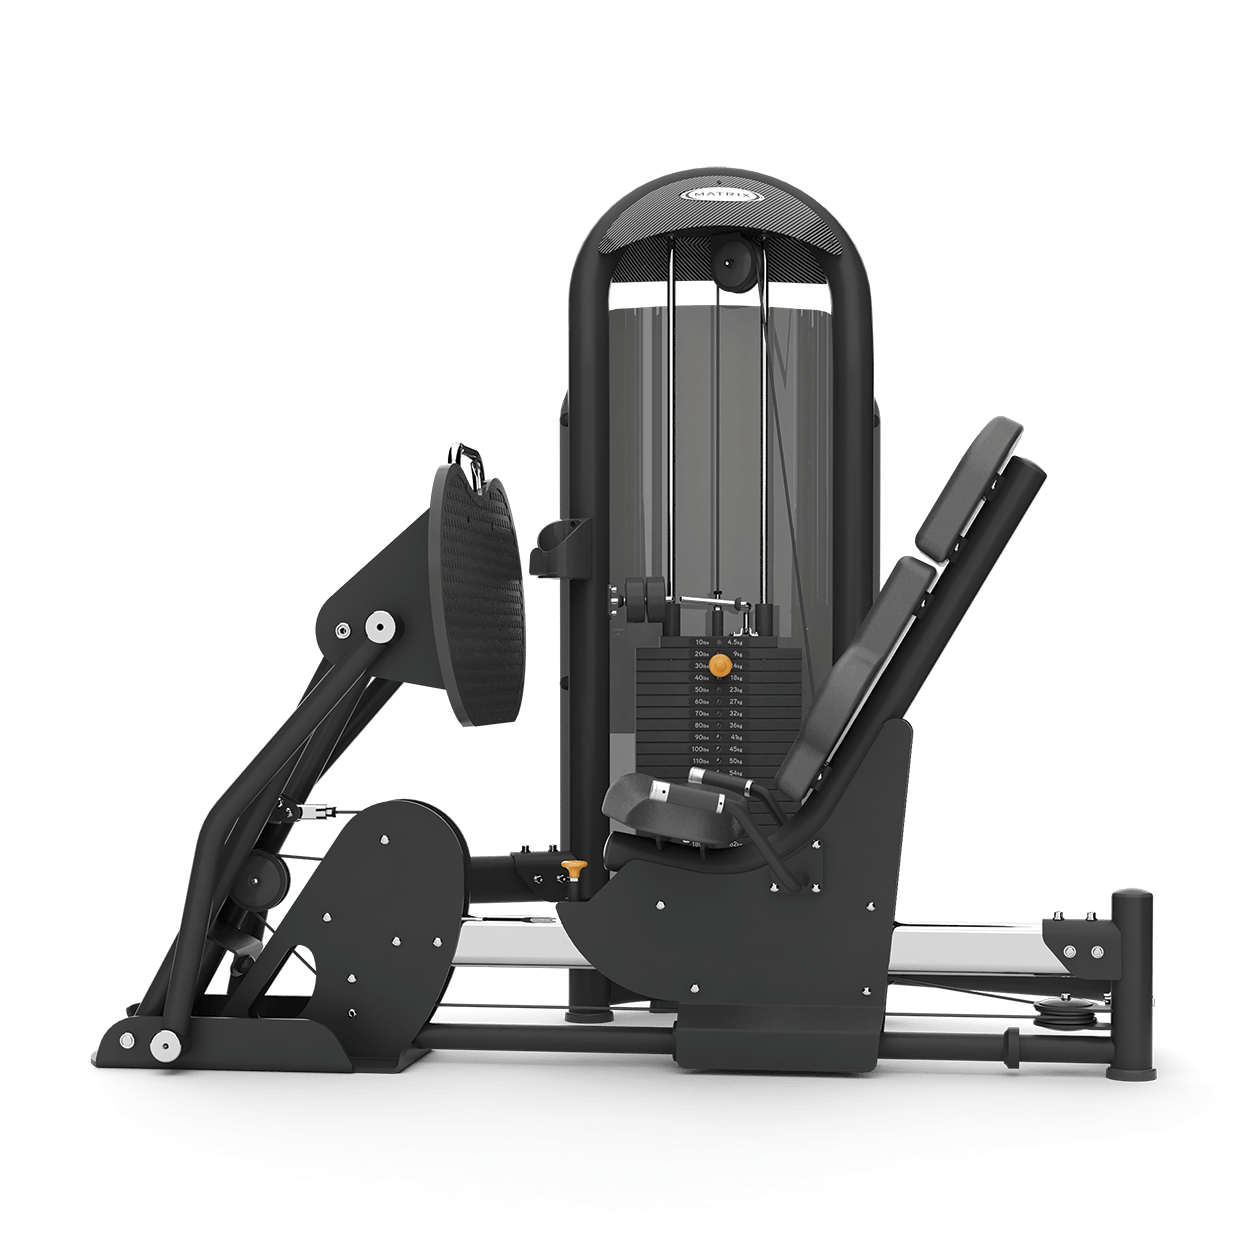 MATRIX
10lbs 4.5kg
20lbs 9kg
30lbs 14kg
40lbs 18kg
50lbs 23kg
60lbs 27kg
70lbs 32kg
80lbs 36kg
90lbs 41kg
100lbs 45kg
110lbs 50kg
54kg